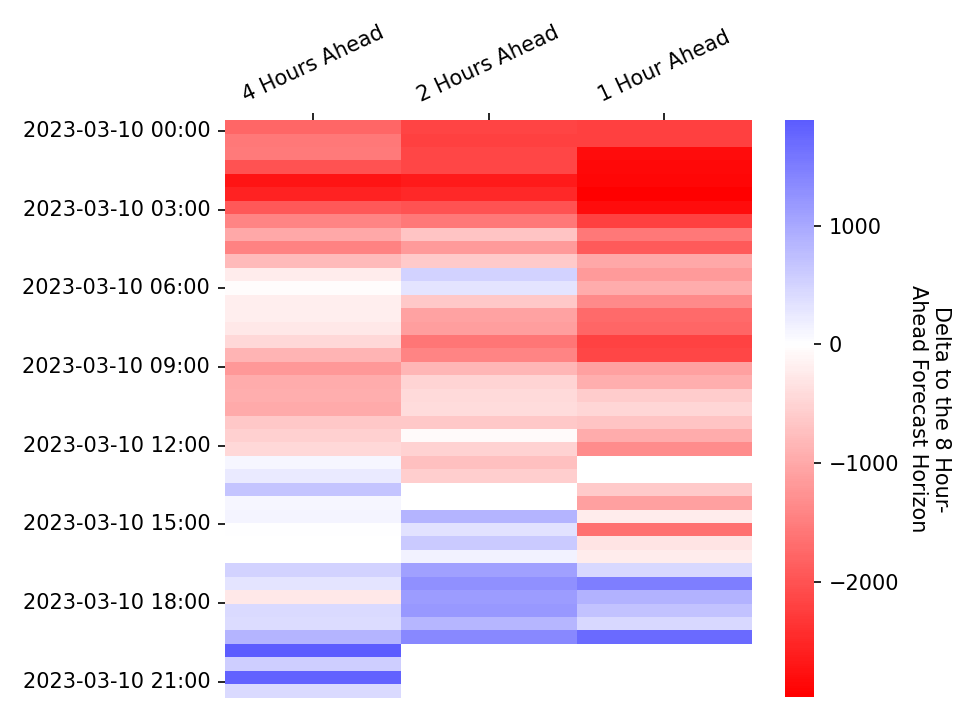 4 Hours Ahead
2 Hours Ahead
1 Hour Ahead
2023-03-10 00:00
2023-03-10 03:00
2023-03-10 06:00
2023-03-10 09:00
2023-03-10 12:00
2023-03-10 15:00
2023-03-10 18:00
2023-03-10 21:00
1000
0
−1000
−2000
Delta to the 8 Hour-
Ahead Forecast Horizon